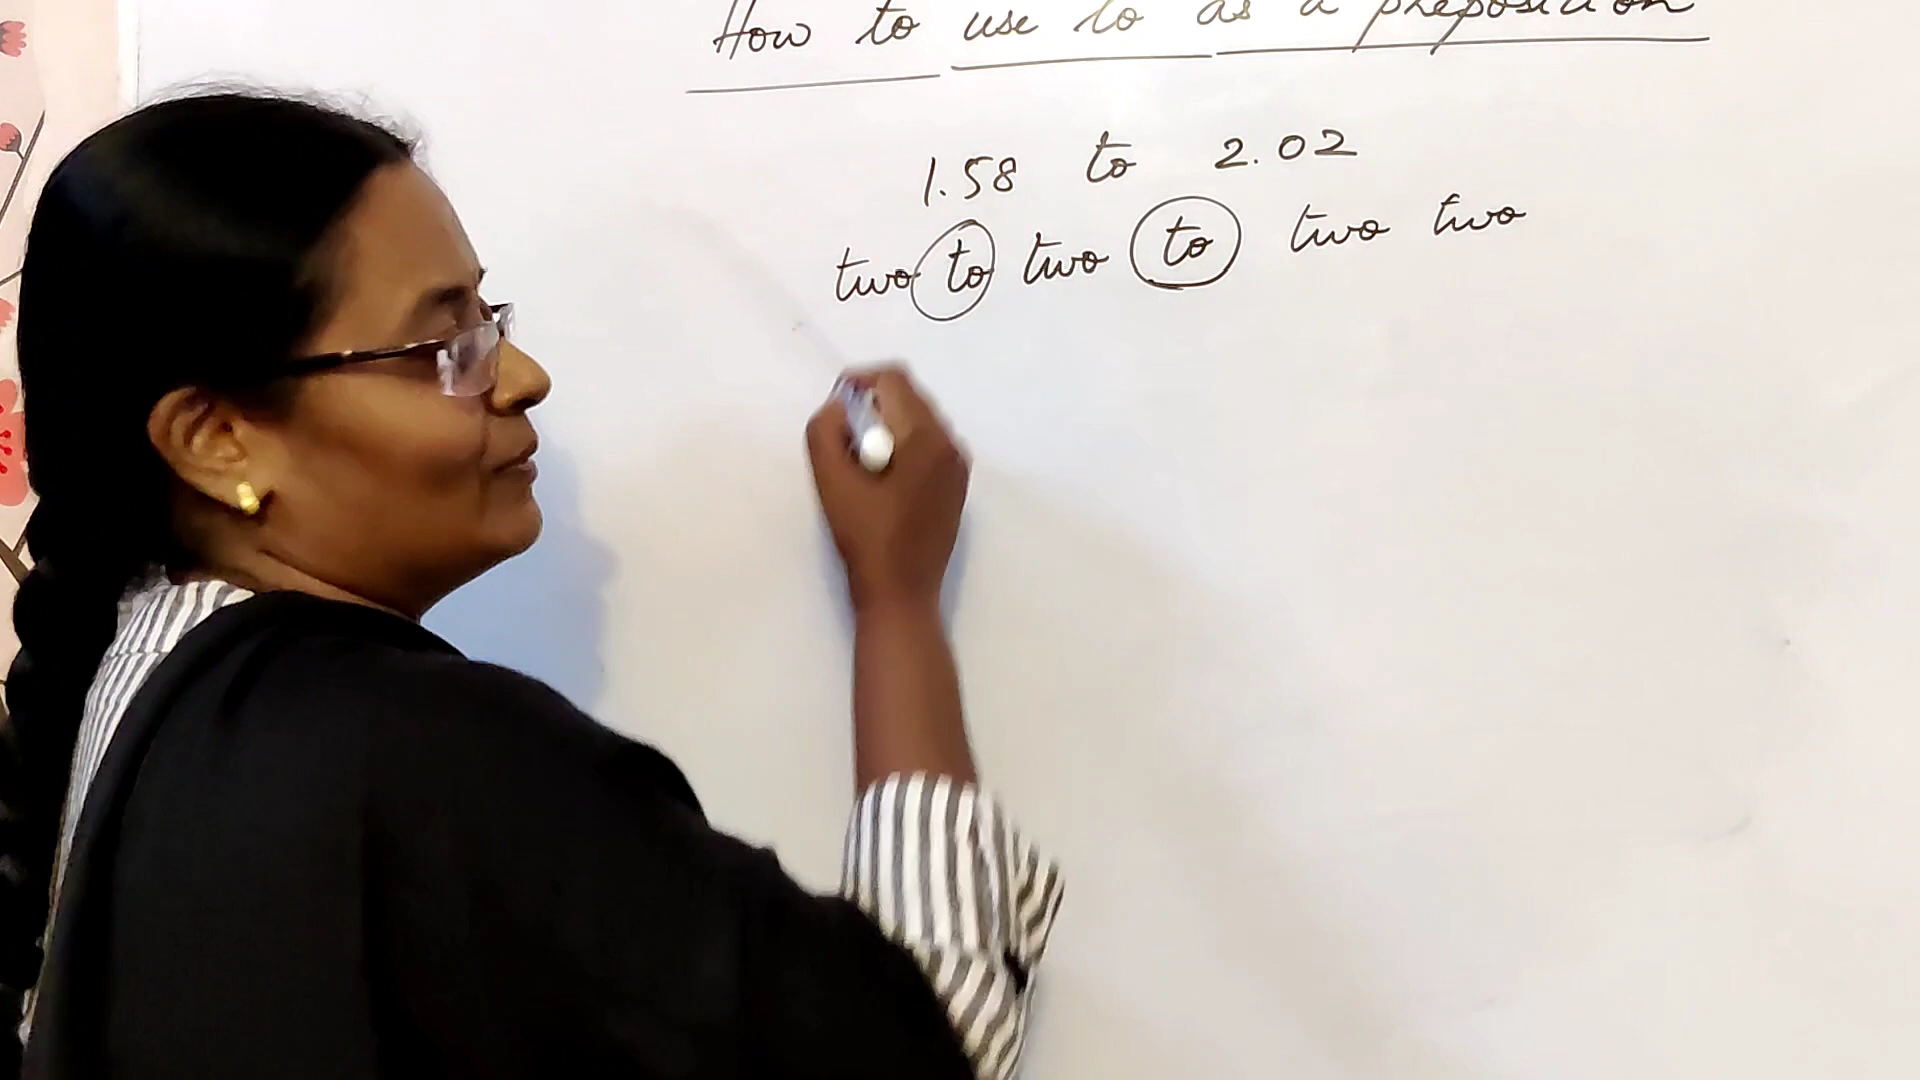 How to use to as a preposition
1.58 to 2.02
two to two to two two